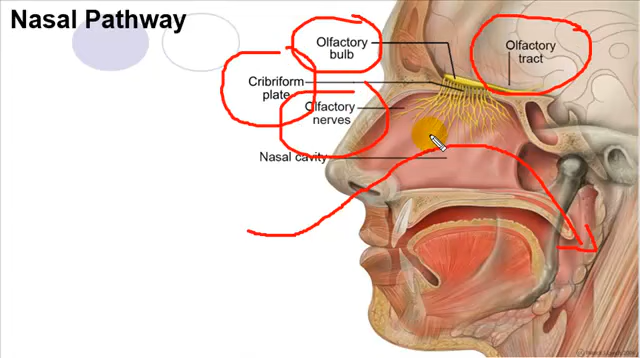 Nasal Pathway
Olfactory
bulb
Olfactory
tract
Cribriform
plate
Olfactory
nerves
Nasal cavity